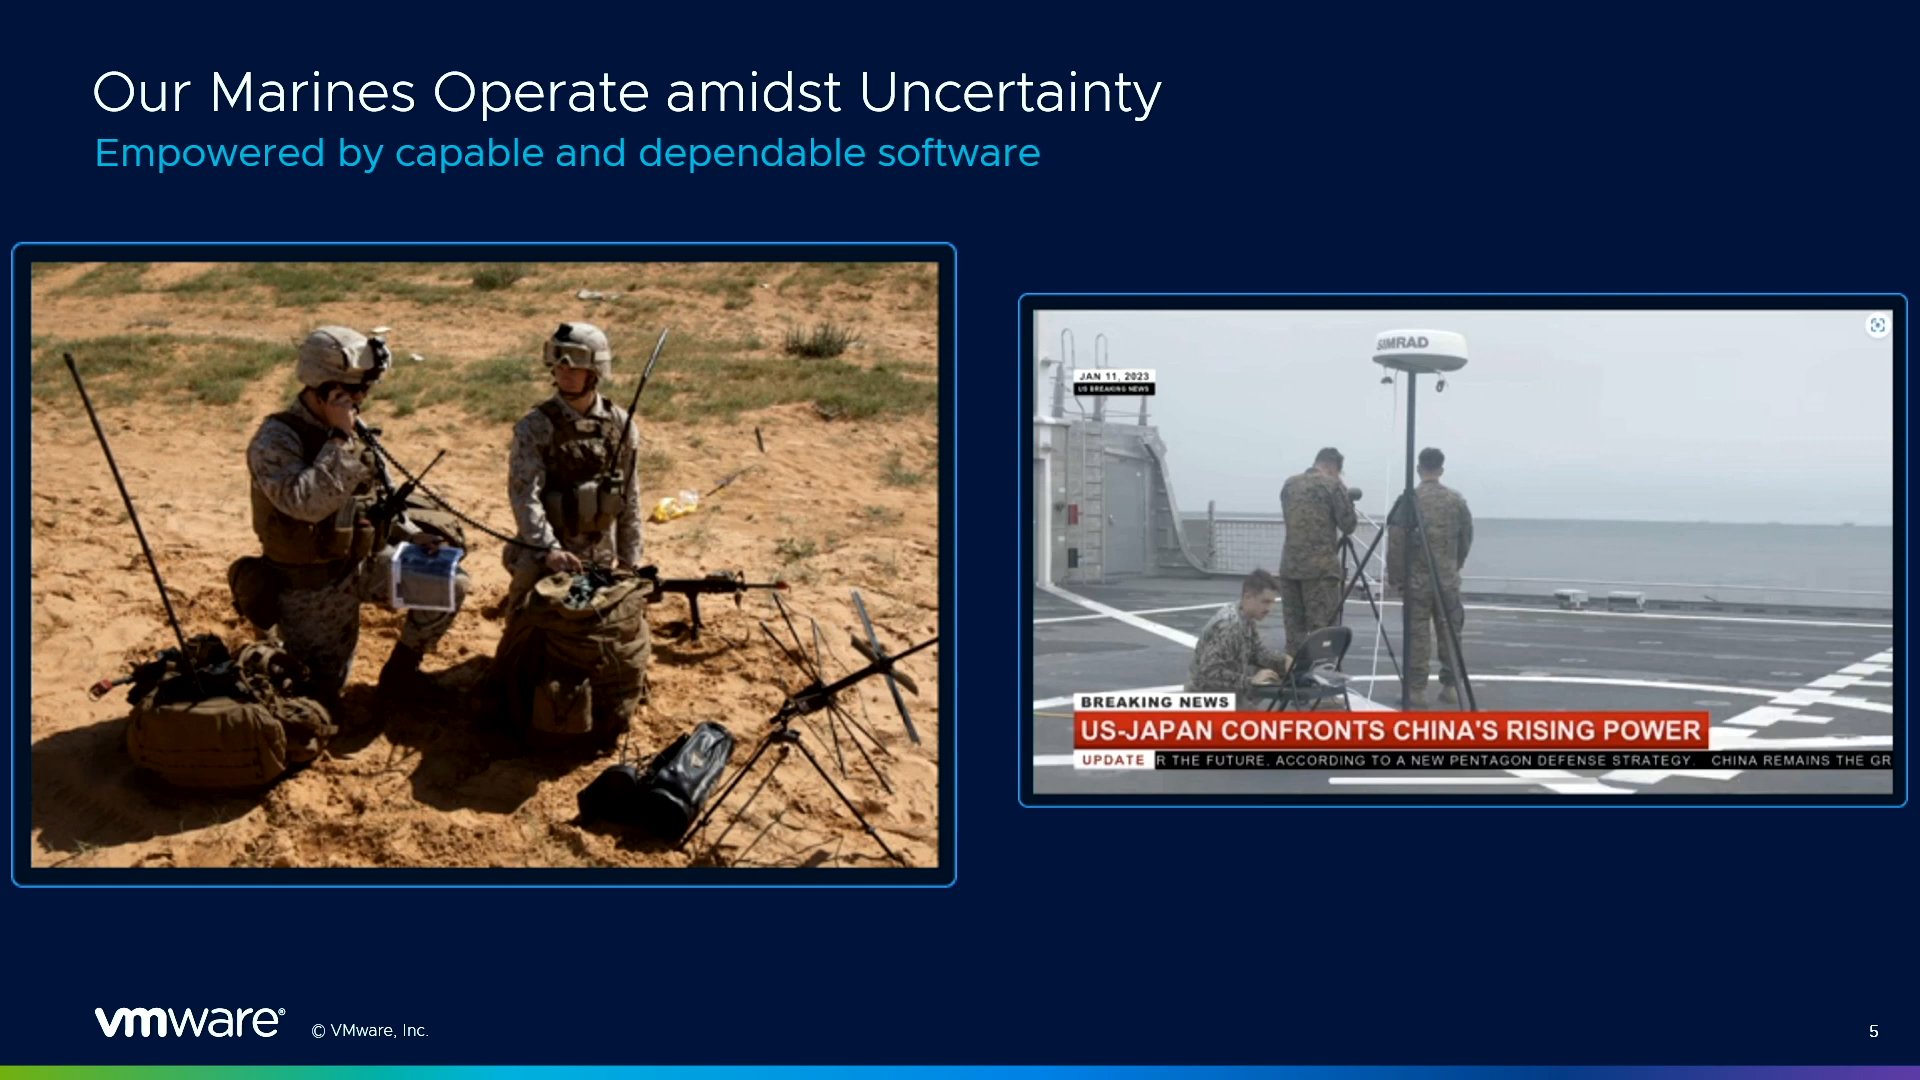 Our Marines Operate amidst Uncertainty
Empowered by capable and dependable software
SIMRAD
JAN 11, 2023
US BREAKING NEWS
BREAKING NEWS
US-JAPAN CONFRONTS CHINA'S RISING POWER
UPDATE R THE FUTURE, ACCORDING TO A NEW PENTAGON DEFENSE STRATEGY. CHINA REMAINS THE GR
vmware® © VMware, Inc.
5